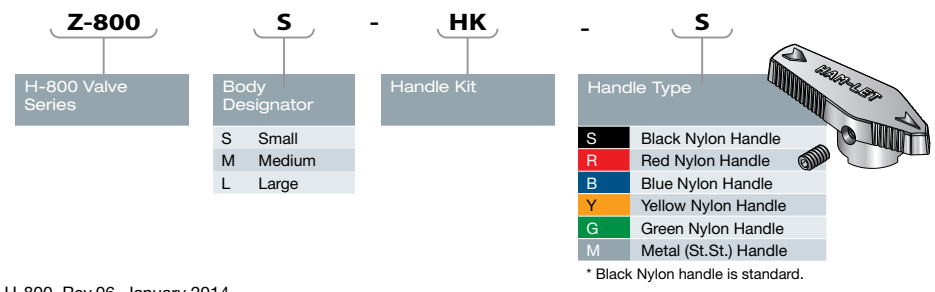 Z-800 S - HK - S
H-800 Valve Series
Body Designator
Handle Kit
Handle Type
S Small
M Medium
L Large
S Black Nylon Handle
R Red Nylon Handle
B Blue Nylon Handle
Y Yellow Nylon Handle
G Green Nylon Handle
M Metal (St.St.) Handle
* Black Nylon handle is standard.
HAM-LET
H-800, Rev.06, January 2014